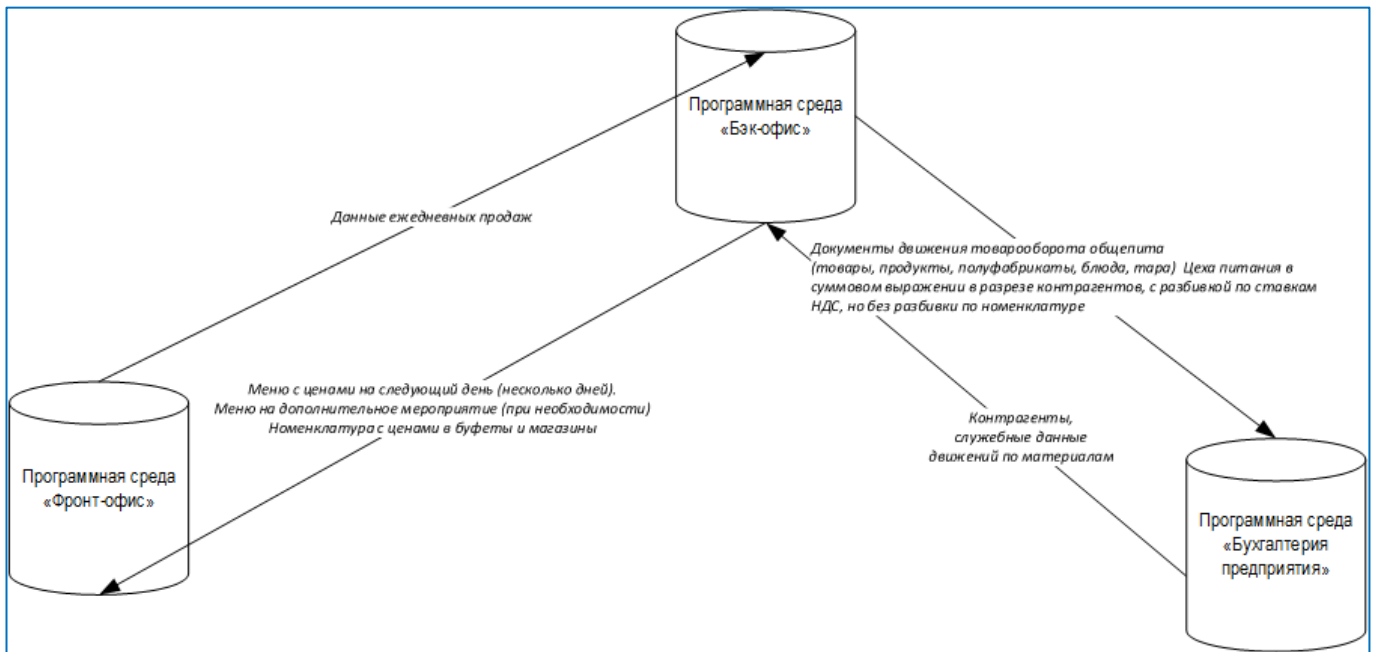 Программная среда
«Бэк-офис»
Данные ежедневных продаж
Документы движения товарооборота общепита
(товары, продукты, полуфабрикаты, блюда, тара) Цеха питания в
суммовом выражении в разрезе контрагентов, с разбивкой по ставкам
НДС, но без разбивки по номенклатуре
Меню с ценами на следующий день (несколько дней).
Меню на дополнительное мероприятие (при необходимости)
Номенклатура с ценами в буфеты и магазины
Контрагенты,
служебные данные
движений по материалам
Программная среда
«Фронт-офис»
Программная среда
«Бухгалтерия
предприятия»